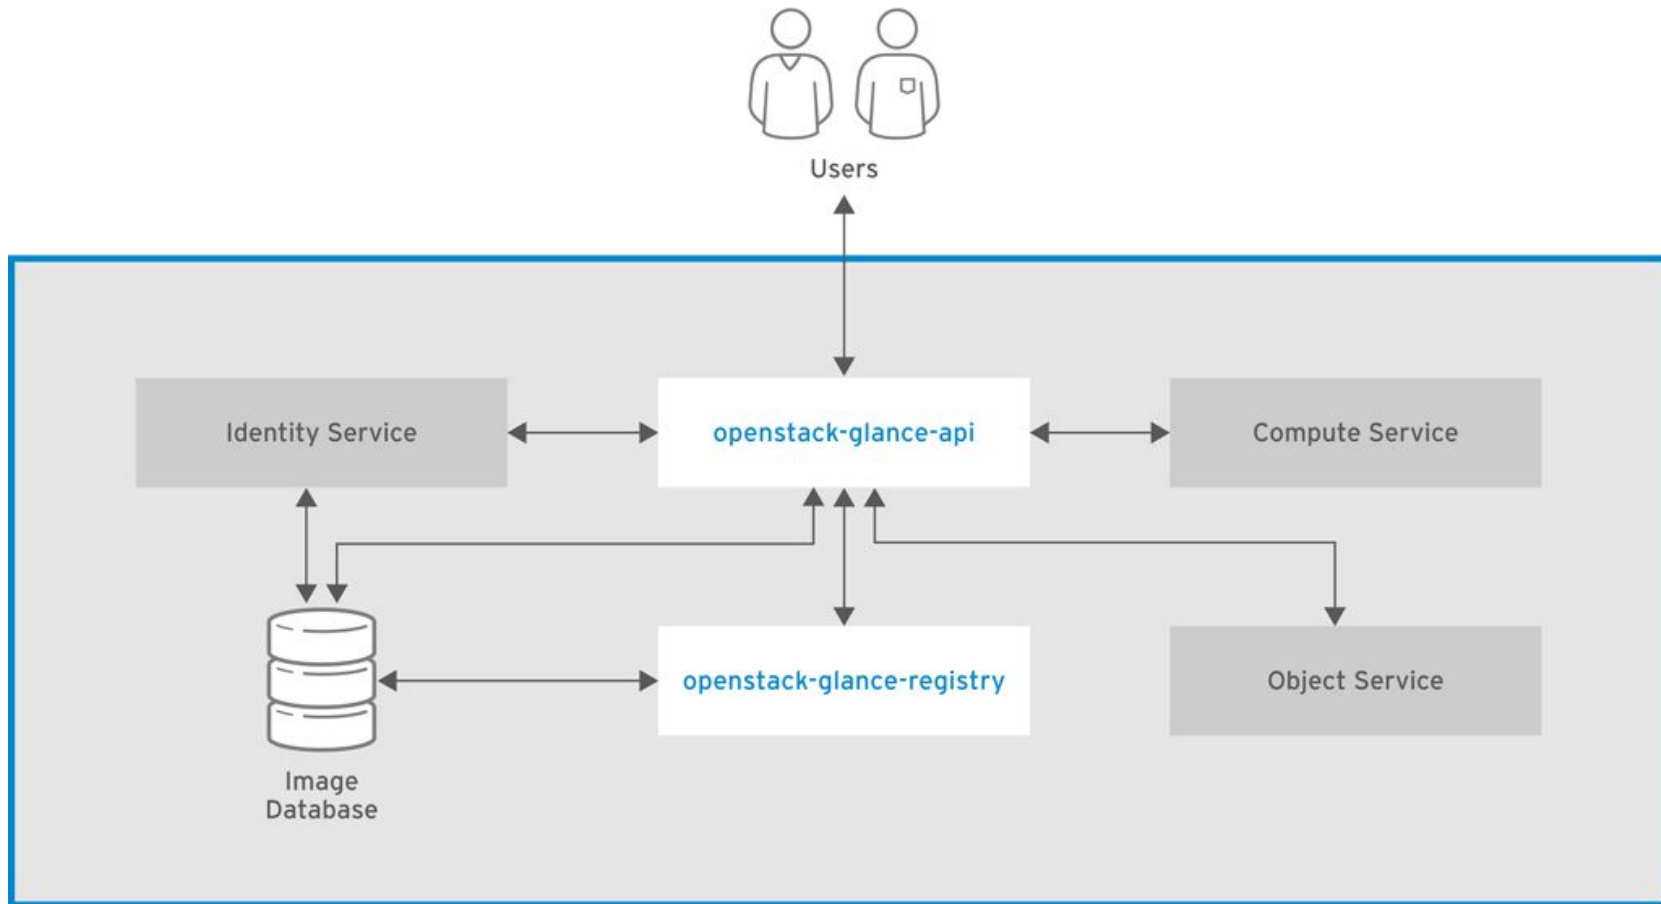 Users
Identity Service
openstack-glance-api
Compute Service
openstack-glance-registry
Object Service
Image
Database